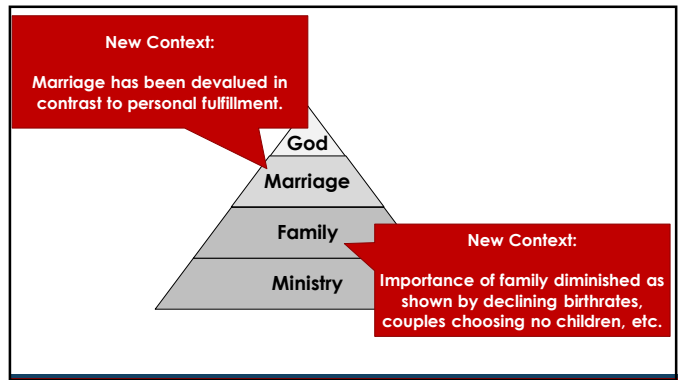 New Context:
Marriage has been devalued in
contrast to personal fulfillment.
God
Marriage
Family
Ministry
New Context:
Importance of family diminished as
shown by declining birthrates,
couples choosing no children, etc.